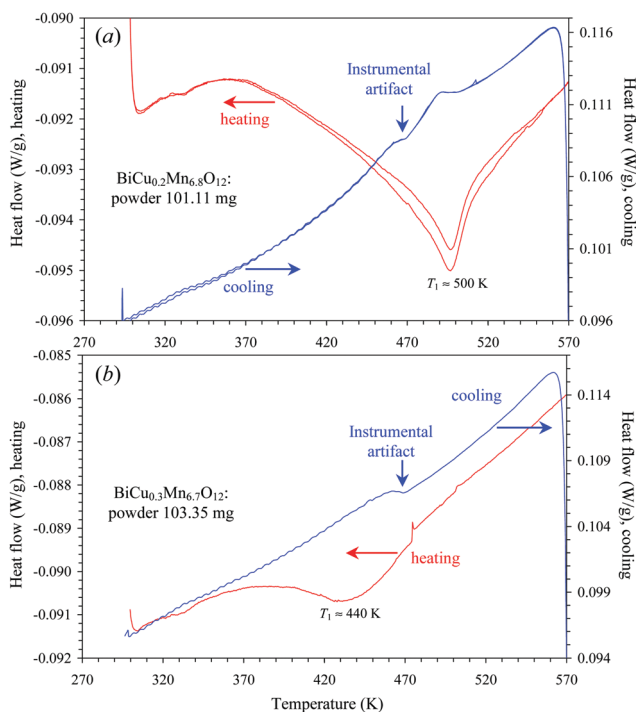 (a)
Heat flow (W/g), heating
-0.090
-0.091
-0.092
-0.093
-0.094
-0.095
-0.096
Instrumental
artifact
heating
BiCu0.2Mn6.8O12:
powder 101.11 mg
cooling
T1 ≈ 500 K
0.116
0.111
0.106
0.101
0.096
Heat flow (W/g), cooling
270 320 370 420 470 520 570
(b)
Heat flow (W/g), heating
-0.085
-0.086
-0.087
-0.088
-0.089
-0.090
-0.091
-0.092
cooling
Instrumental
artifact
BiCu0.3Mn6.7O12:
powder 103.35 mg
heating
T1 ≈ 440 K
0.114
0.109
0.104
0.099
0.094
Heat flow (W/g), cooling
270 320 370 420 470 520 570
Temperature (K)